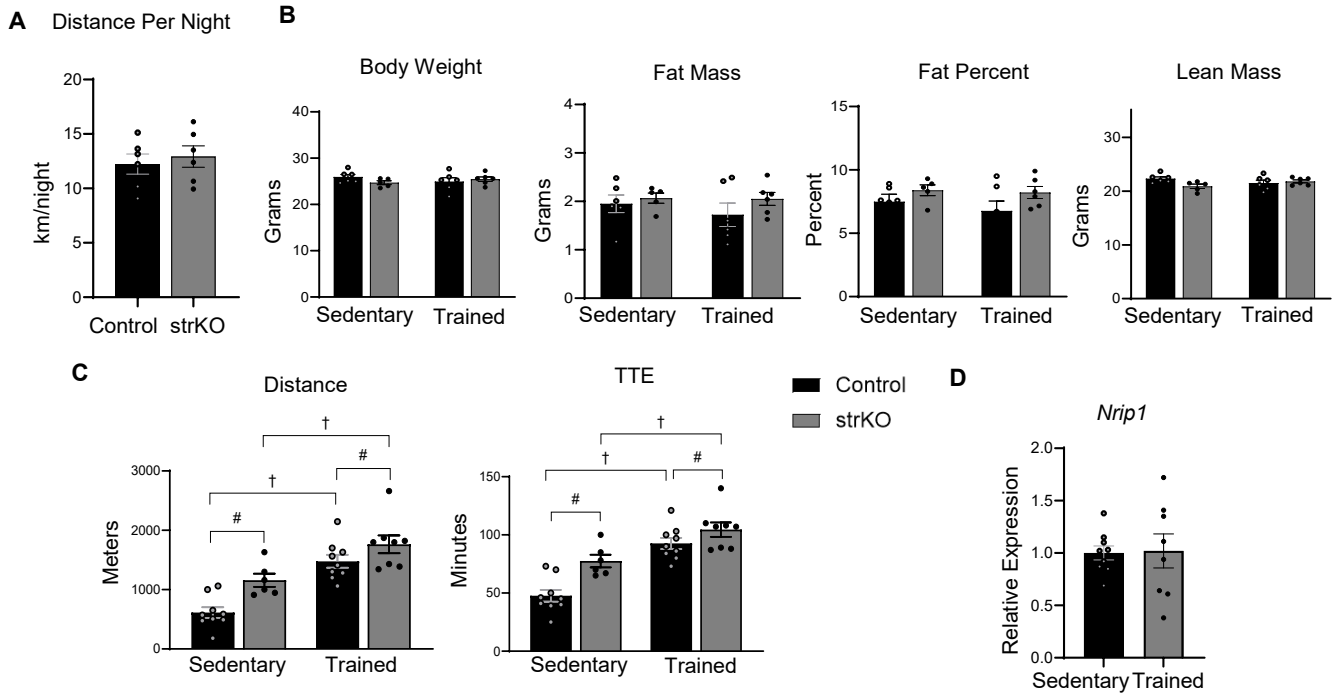 A Distance Per Night
km/night
20
15
10
5
0
Control strKO
B
Body Weight
Grams
40
30
20
10
0
Sedentary Trained
Fat Mass
Grams
4
3
2
1
0
Sedentary Trained
Fat Percent
Percent
15
10
5
0
Sedentary Trained
Lean Mass
Grams
30
20
10
0
Sedentary Trained
C
Distance
Meters
3000
2000
1000
0
†
†
#
#
Sedentary Trained
TTE
Minutes
150
100
50
0
†
†
#
#
Sedentary Trained
Control
strKO
D
Nrip1
Relative Expression
2.0
1.5
1.0
0.5
0.0
Sedentary Trained